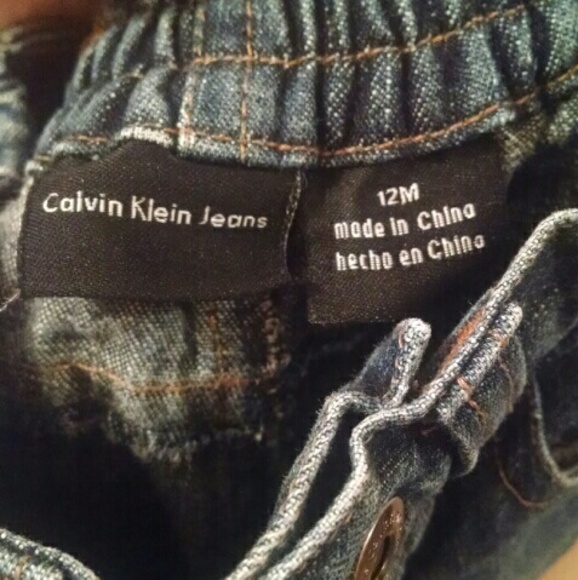 Calvin Klein Jeans
12M
made in China
hecho en China